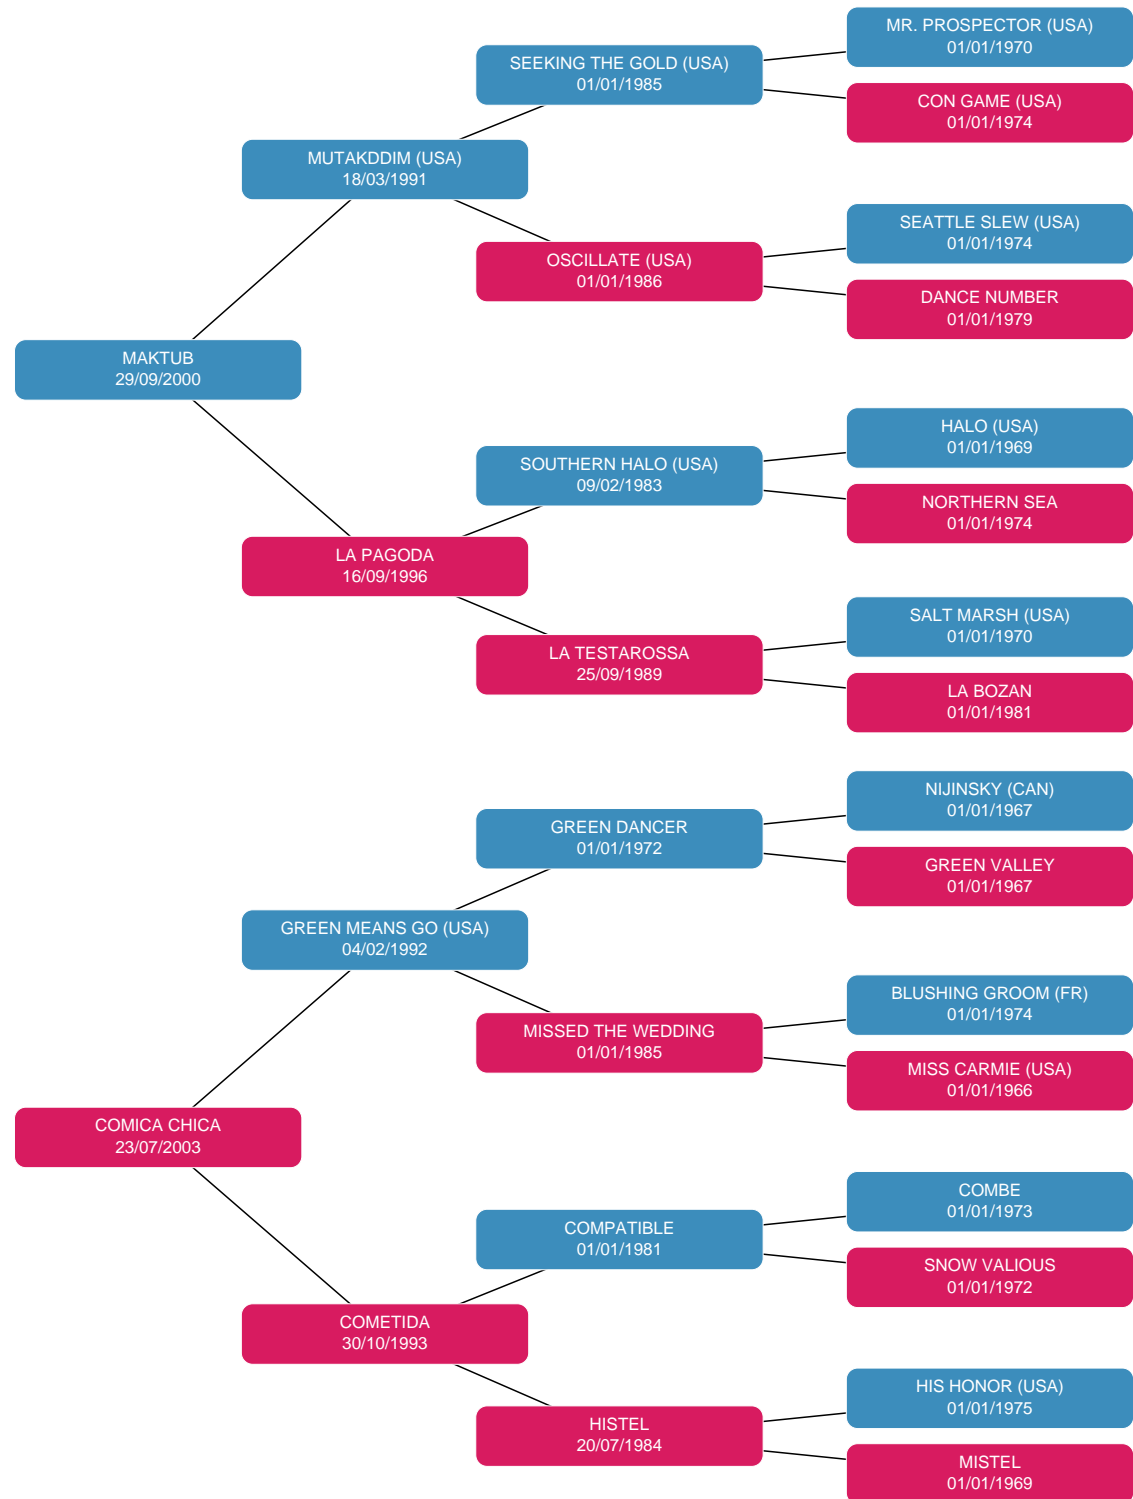 MR. PROSPECTOR (USA)
01/01/1970
SEEKING THE GOLD (USA)
01/01/1985
CON GAME (USA)
01/01/1974
MUTAKDDIM (USA)
18/03/1991
SEATTLE SLEW (USA)
01/01/1974
OSCILLATE (USA)
01/01/1986
DANCE NUMBER
01/01/1979
MAKTUB
29/09/2000
HALO (USA)
01/01/1969
SOUTHERN HALO (USA)
09/02/1983
NORTHERN SEA
01/01/1974
LA PAGODA
16/09/1996
SALT MARSH (USA)
01/01/1970
LA TESTAROSSA
25/09/1989
LA BOZAN
01/01/1981
NIJINSKY (CAN)
01/01/1967
GREEN DANCER
01/01/1972
GREEN VALLEY
01/01/1967
GREEN MEANS GO (USA)
04/02/1992
BLUSHING GROOM (FR)
01/01/1974
MISSED THE WEDDING
01/01/1985
MISS CARMIE (USA)
01/01/1966
COMICA CHICA
23/07/2003
COMBE
01/01/1973
COMPATIBLE
01/01/1981
SNOW VALIOUS
01/01/1972
COMETIDA
30/10/1993
HIS HONOR (USA)
01/01/1975
HISTEL
20/07/1984
MISTEL
01/01/1969